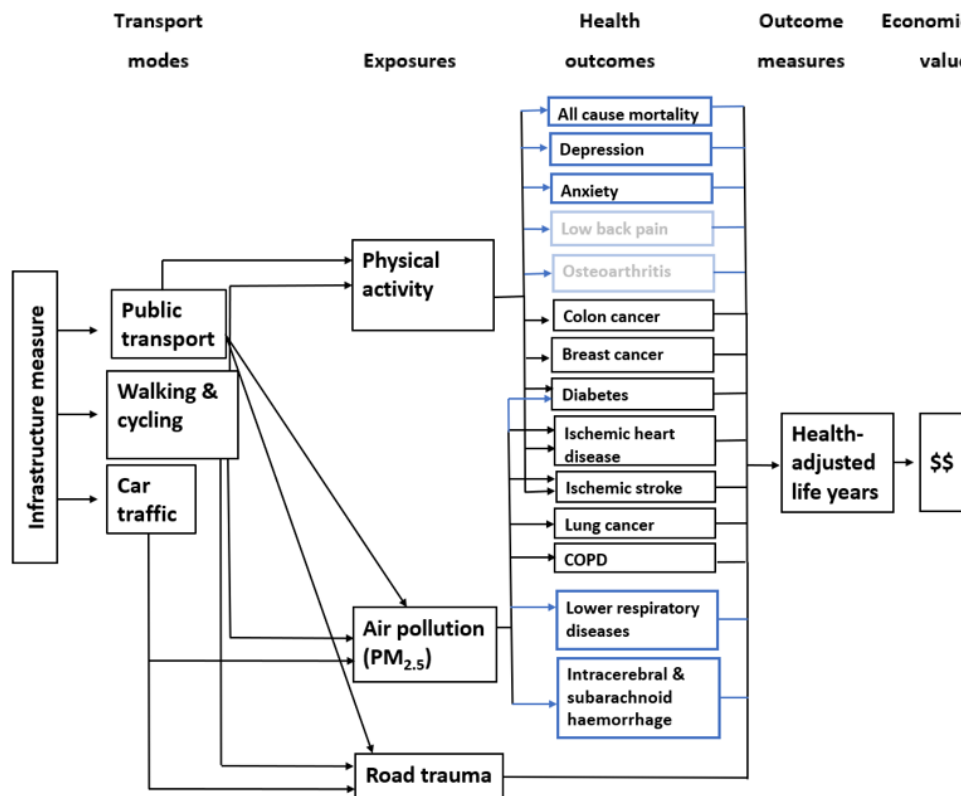 Transport
modes
Exposures
Health
outcomes
Outcome
measures
Economi
value
Infrastructure measure
Public
transport
Walking &
cycling
Car
traffic
Physical
activity
Air pollution
(PM2.5)
Road trauma
All cause mortality
Depression
Anxiety
Low back pain
Osteoarthritis
Colon cancer
Breast cancer
Diabetes
Ischemic heart
disease
Ischemic stroke
Lung cancer
COPD
Lower respiratory
diseases
Intracerebral &
subarachnoid
haemorrhage
Health-
adjusted
life years
$$